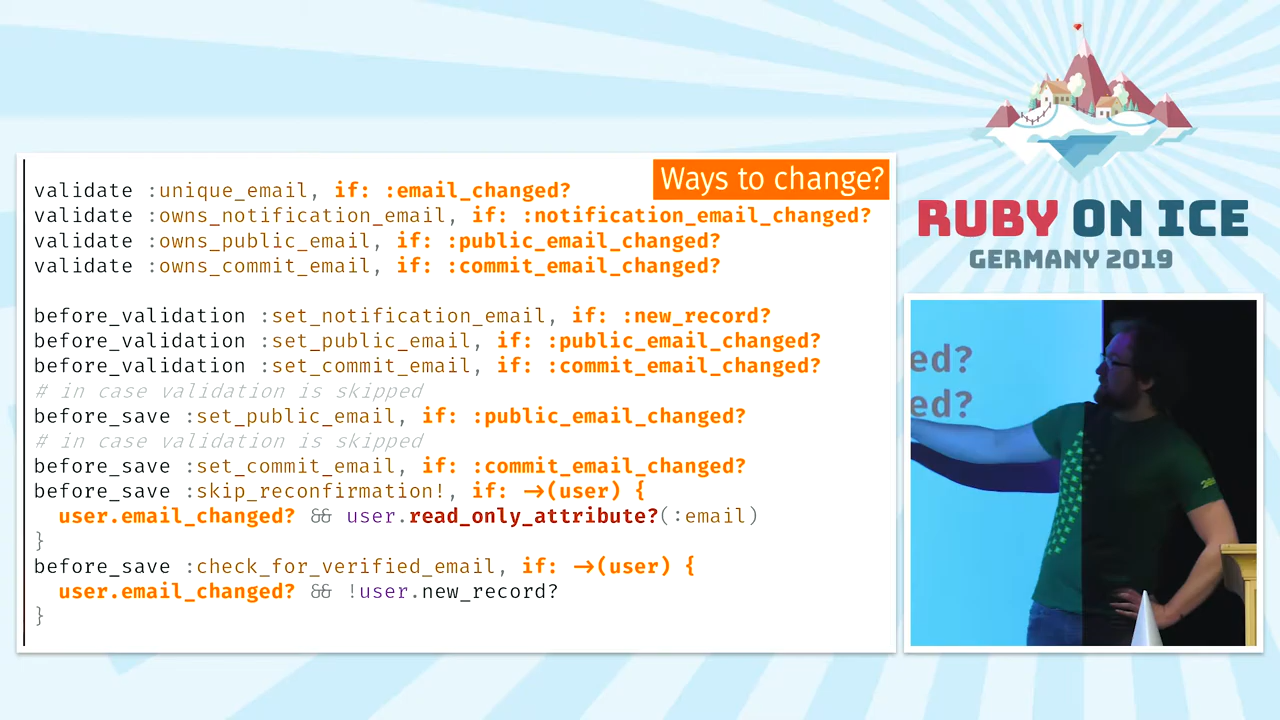 Ways to change?
validate :unique_email, if: :email_changed?
validate :owns_notification_email, if: :notification_email_changed?
validate :owns_public_email, if: :public_email_changed?
validate :owns_commit_email, if: :commit_email_changed?
before_validation :set_notification_email, if: :new_record?
before_validation :set_public_email, if: :public_email_changed?
before_validation :set_commit_email, if: :commit_email_changed?
# in case validation is skipped
before_save :set_public_email, if: :public_email_changed?
# in case validation is skipped
before_save :set_commit_email, if: :commit_email_changed?
before_save :skip_reconfirmation!, if: ->(user) {
user.email_changed? && user.read_only_attribute?(:email)
}
before_save :check_for_verified_email, if: ->(user) {
user.email_changed? && !user.new_record?
}
RUBY ON ICE
GERMANY 2019
ed?
ed?